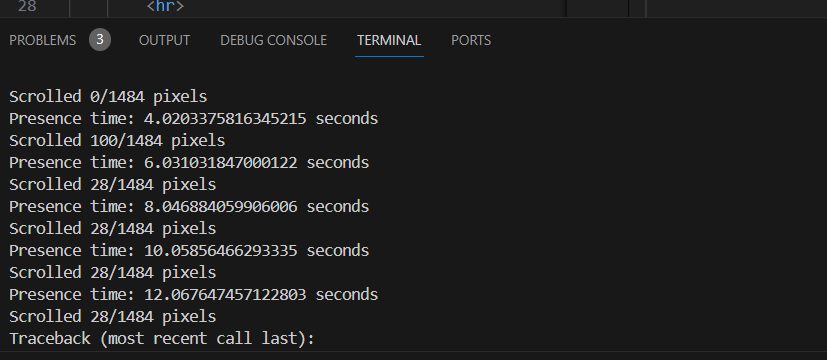 28 <hr>
PROBLEMS 3 OUTPUT DEBUG CONSOLE TERMINAL PORTS
Scrolled 0/1484 pixels
Presence time: 4.0203375816345215 seconds
Scrolled 100/1484 pixels
Presence time: 6.031031847000122 seconds
Scrolled 28/1484 pixels
Presence time: 8.046884059906006 seconds
Scrolled 28/1484 pixels
Presence time: 10.05856466293335 seconds
Scrolled 28/1484 pixels
Presence time: 12.067647457122803 seconds
Scrolled 28/1484 pixels
Traceback (most recent call last):